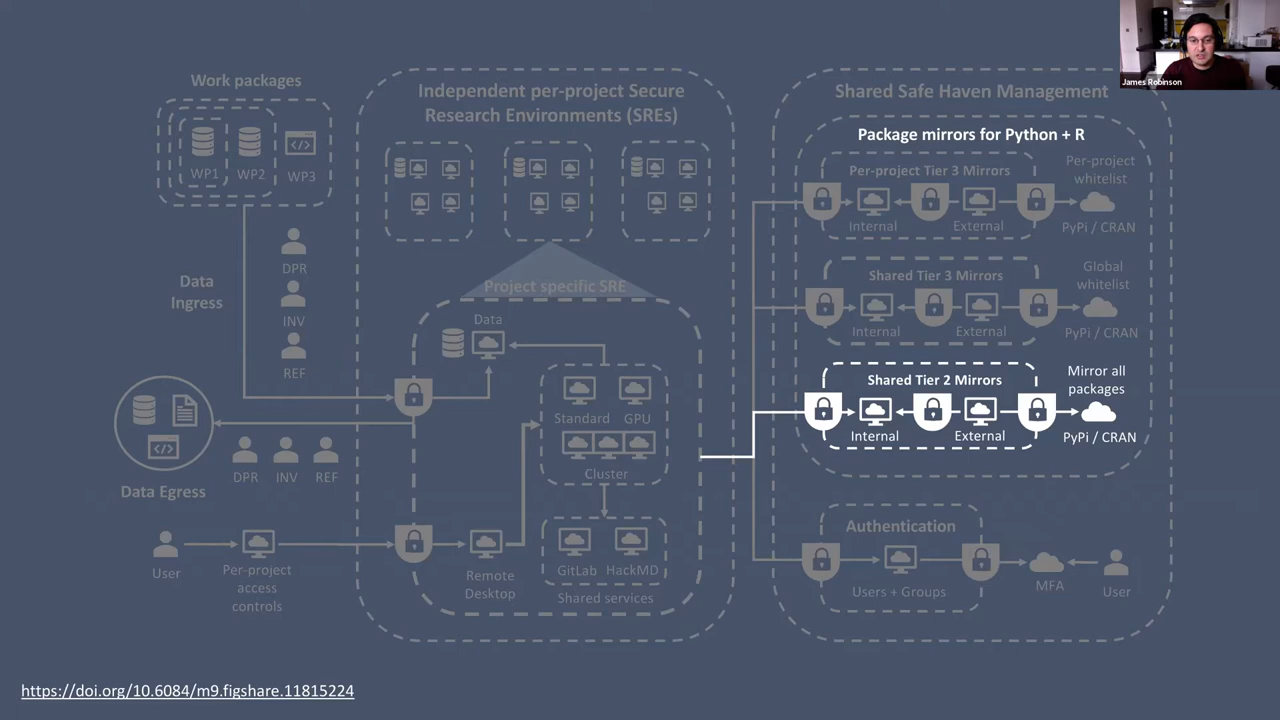 James Robinson
Work packages
WP1
WP2
WP3
Data
Ingress
DPR
INV
REF
Data Egress
DPR
INV
REF
User
Per-project
access
controls
Independent per-project Secure
Research Environments (SREs)
Project specific SRE
Data
Standard
GPU
Cluster
Remote
Desktop
GitLab
HackMD
Shared services
Shared Safe Haven Management
Package mirrors for Python + R
Per-project Tier 3 Mirrors
Internal
External
Per-project
whitelist
PyPi / CRAN
Shared Tier 3 Mirrors
Internal
External
Global
whitelist
PyPi / CRAN
Shared Tier 2 Mirrors
Internal
External
Mirror all
packages
PyPi / CRAN
Authentication
Users + Groups
MFA
User
https://doi.org/10.6084/m9.figshare.11815224